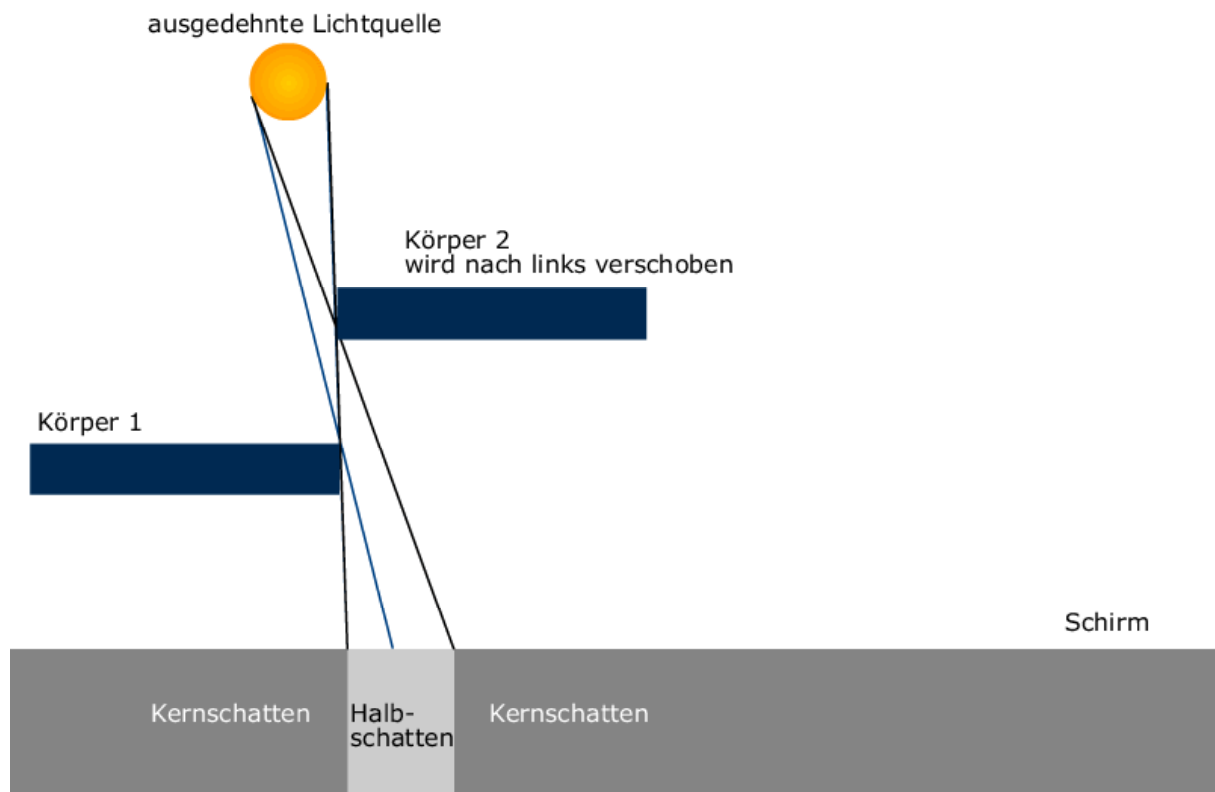 ausgedehnte Lichtquelle
Körper 2
wird nach links verschoben
Körper 1
Schirm
Kernschatten
Halb-
schatten
Kernschatten